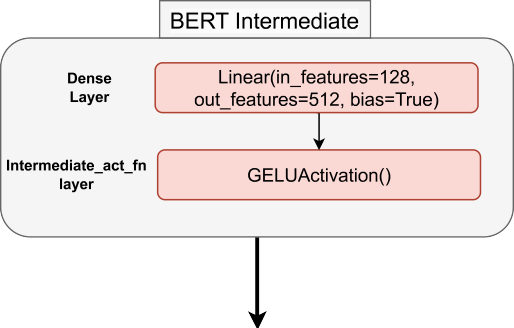 BERT Intermediate
Dense
Layer
Linear(in_features=128,
out_features=512, bias=True)
Intermediate_act_fn
layer
GELUActivation()